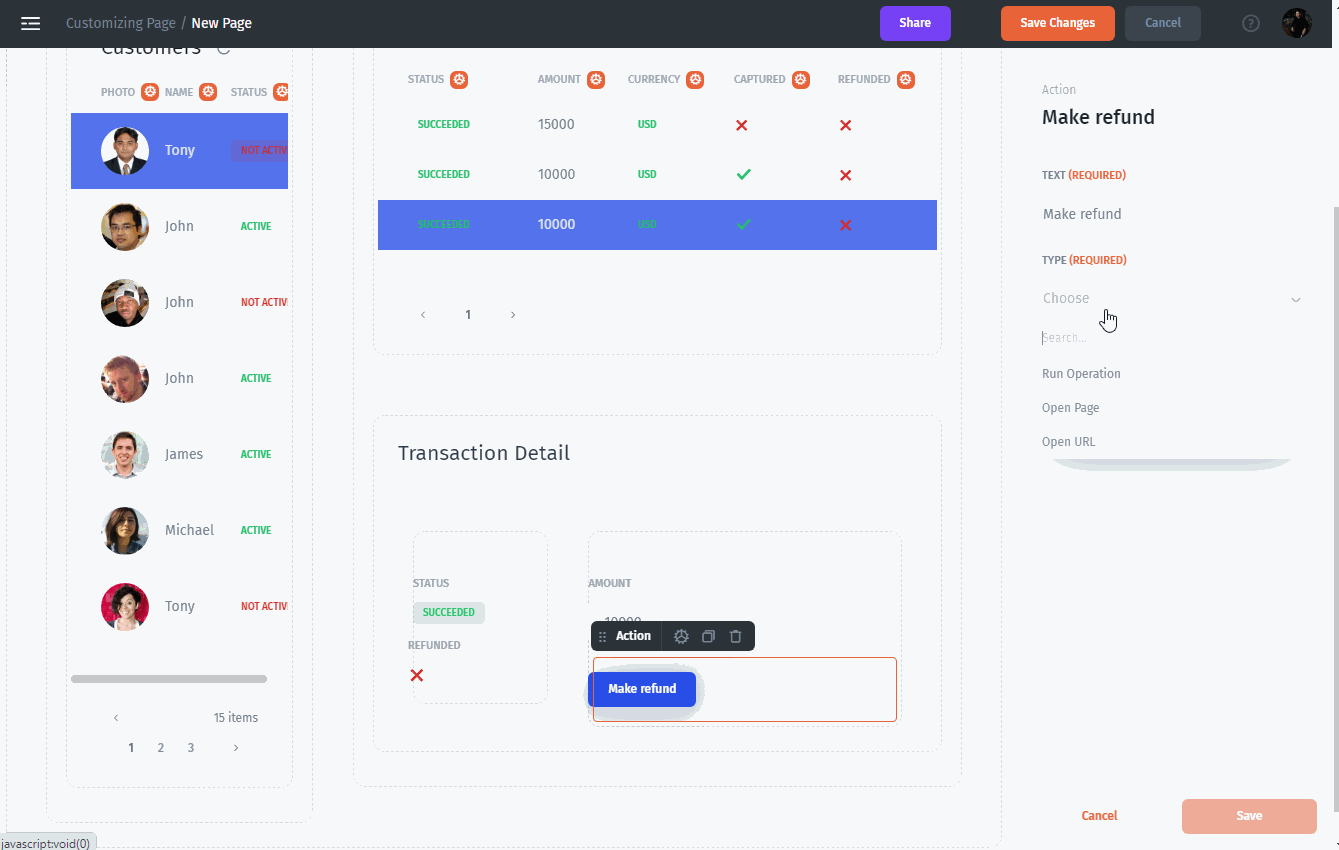 Customizing Page / New Page
Share
Save Changes
Cancel
?
Customers
PHOTO NAME STATUS
Tony NOT ACTIV
John ACTIVE
John NOT ACTIV
John ACTIVE
James ACTIVE
Michael ACTIVE
Tony NOT ACTIV
15 items
1 2 3
STATUS AMOUNT CURRENCY CAPTURED REFUNDED
SUCCEEDED 15000 USD
SUCCEEDED 10000 USD
SUCCEEDED 10000 USD
1
Transaction Detail
STATUS
SUCCEEDED
REFUNDED
AMOUNT
10000
Action
Make refund
Action
Make refund
TEXT (REQUIRED)
Make refund
TYPE (REQUIRED)
Choose
Search...
Run Operation
Open Page
Open URL
Cancel
Save
javascript:void(0)